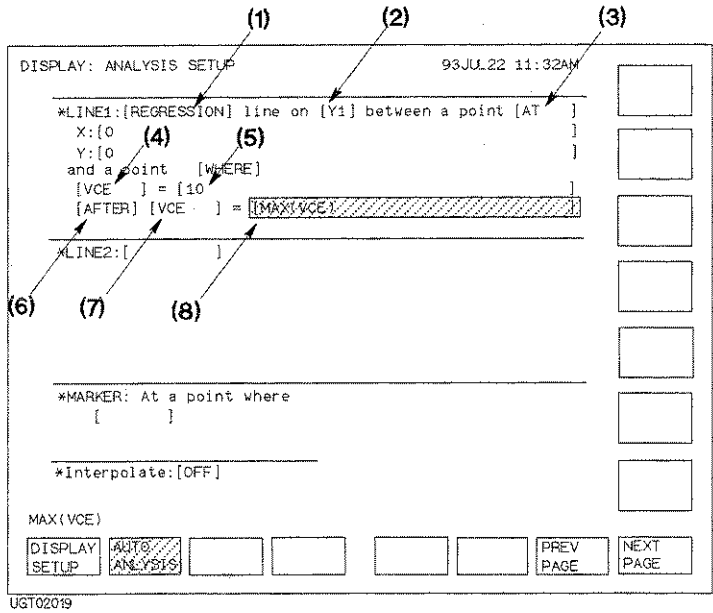 (1) (2) (3)
DISPLAY: ANALYSIS SETUP 93JUL22 11:32AM
*LINE1:[REGRESSION] line on [Y1] between a point [AT ]
X:[0 ]
(4) (5)
Y:[0 ]
and a point [WHERE]
[VCE ] = [10 ]
[AFTER] [VCE ] = [MAX(VCE) ]
*LINE2:[ ]
(6) (7) (8)
*MARKER: At a point where
[ ]
*Interpolate:[OFF]
MAX(VCE)
DISPLAY SETUP
AUTO ANLYSIS
PREV PAGE
NEXT PAGE
UGT02019